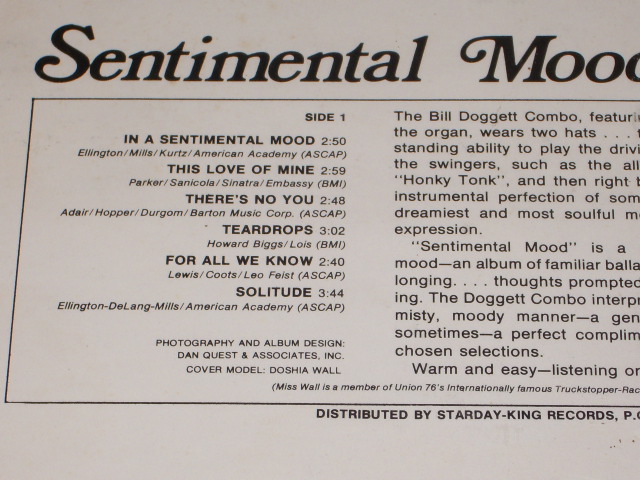 Sentimental Mood
SIDE 1
IN A SENTIMENTAL MOOD 2:50
Ellington/Mills/Kurtz/American Academy (ASCAP)
THIS LOVE OF MINE 2:59
Parker/Sanicola/Sinatra/Embassy (BMI)
THERE'S NO YOU 2:48
Adair/Hopper/Durgom/Barton Music Corp. (ASCAP)
TEARDROPS 3:02
Howard Biggs/Lois (BMI)
FOR ALL WE KNOW 2:40
Lewis/Coots/Leo Feist (ASCAP)
SOLITUDE 3:44
Ellington-DeLang-Mills/American Academy (ASCAP)
PHOTOGRAPHY AND ALBUM DESIGN:
DAN QUEST & ASSOCIATES, INC.
COVER MODEL: DOSHIA WALL
The Bill Doggett Combo, featuri
the organ, wears two hats . . .
standing ability to play the drivi
the swingers, such as the all
"Honky Tonk", and then right
instrumental perfection of som
dreamiest and most soulful m
expression.
"Sentimental Mood" is a
mood—an album of familiar balla
longing. . . . thoughts prompted
ing. The Doggett Combo interpr
misty, moody manner—a gen
sometimes—a perfect complim
chosen selections.
Warm and easy—listening or
(Miss Wall is a member of Union 76's Internationally famous Truckstopper-Rac
DISTRIBUTED BY STARDAY-KING RECORDS, P.O